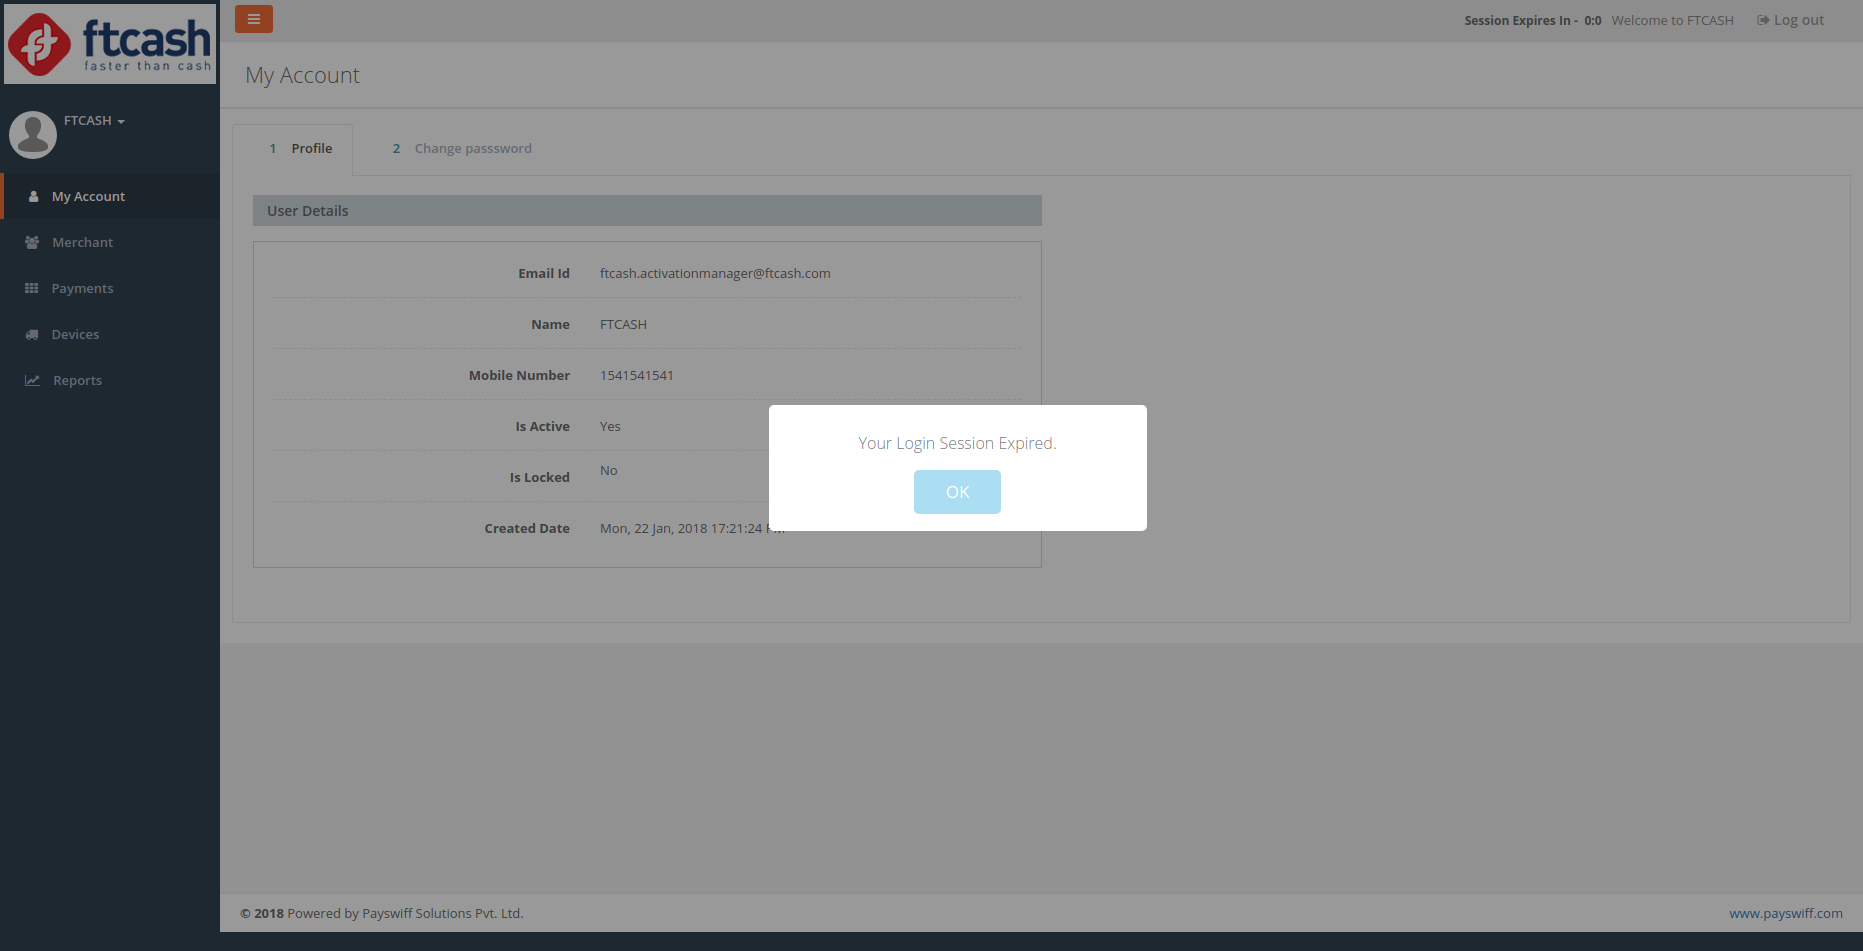 ftcash
faster than cash
Session Expires In - 0:0 Welcome to FTCASH Log out
My Account
FTCASH
My Account
Merchant
Payments
Devices
Reports
1 Profile
2 Change passsword
User Details
Email Id ftcash.activationmanager@ftcash.com
Name FTCASH
Mobile Number 1541541541
Is Active Yes
Is Locked No
Created Date Mon, 22 Jan, 2018 17:21:24
Your Login Session Expired.
OK
© 2018 Powered by Payswiff Solutions Pvt. Ltd.
www.payswiff.com